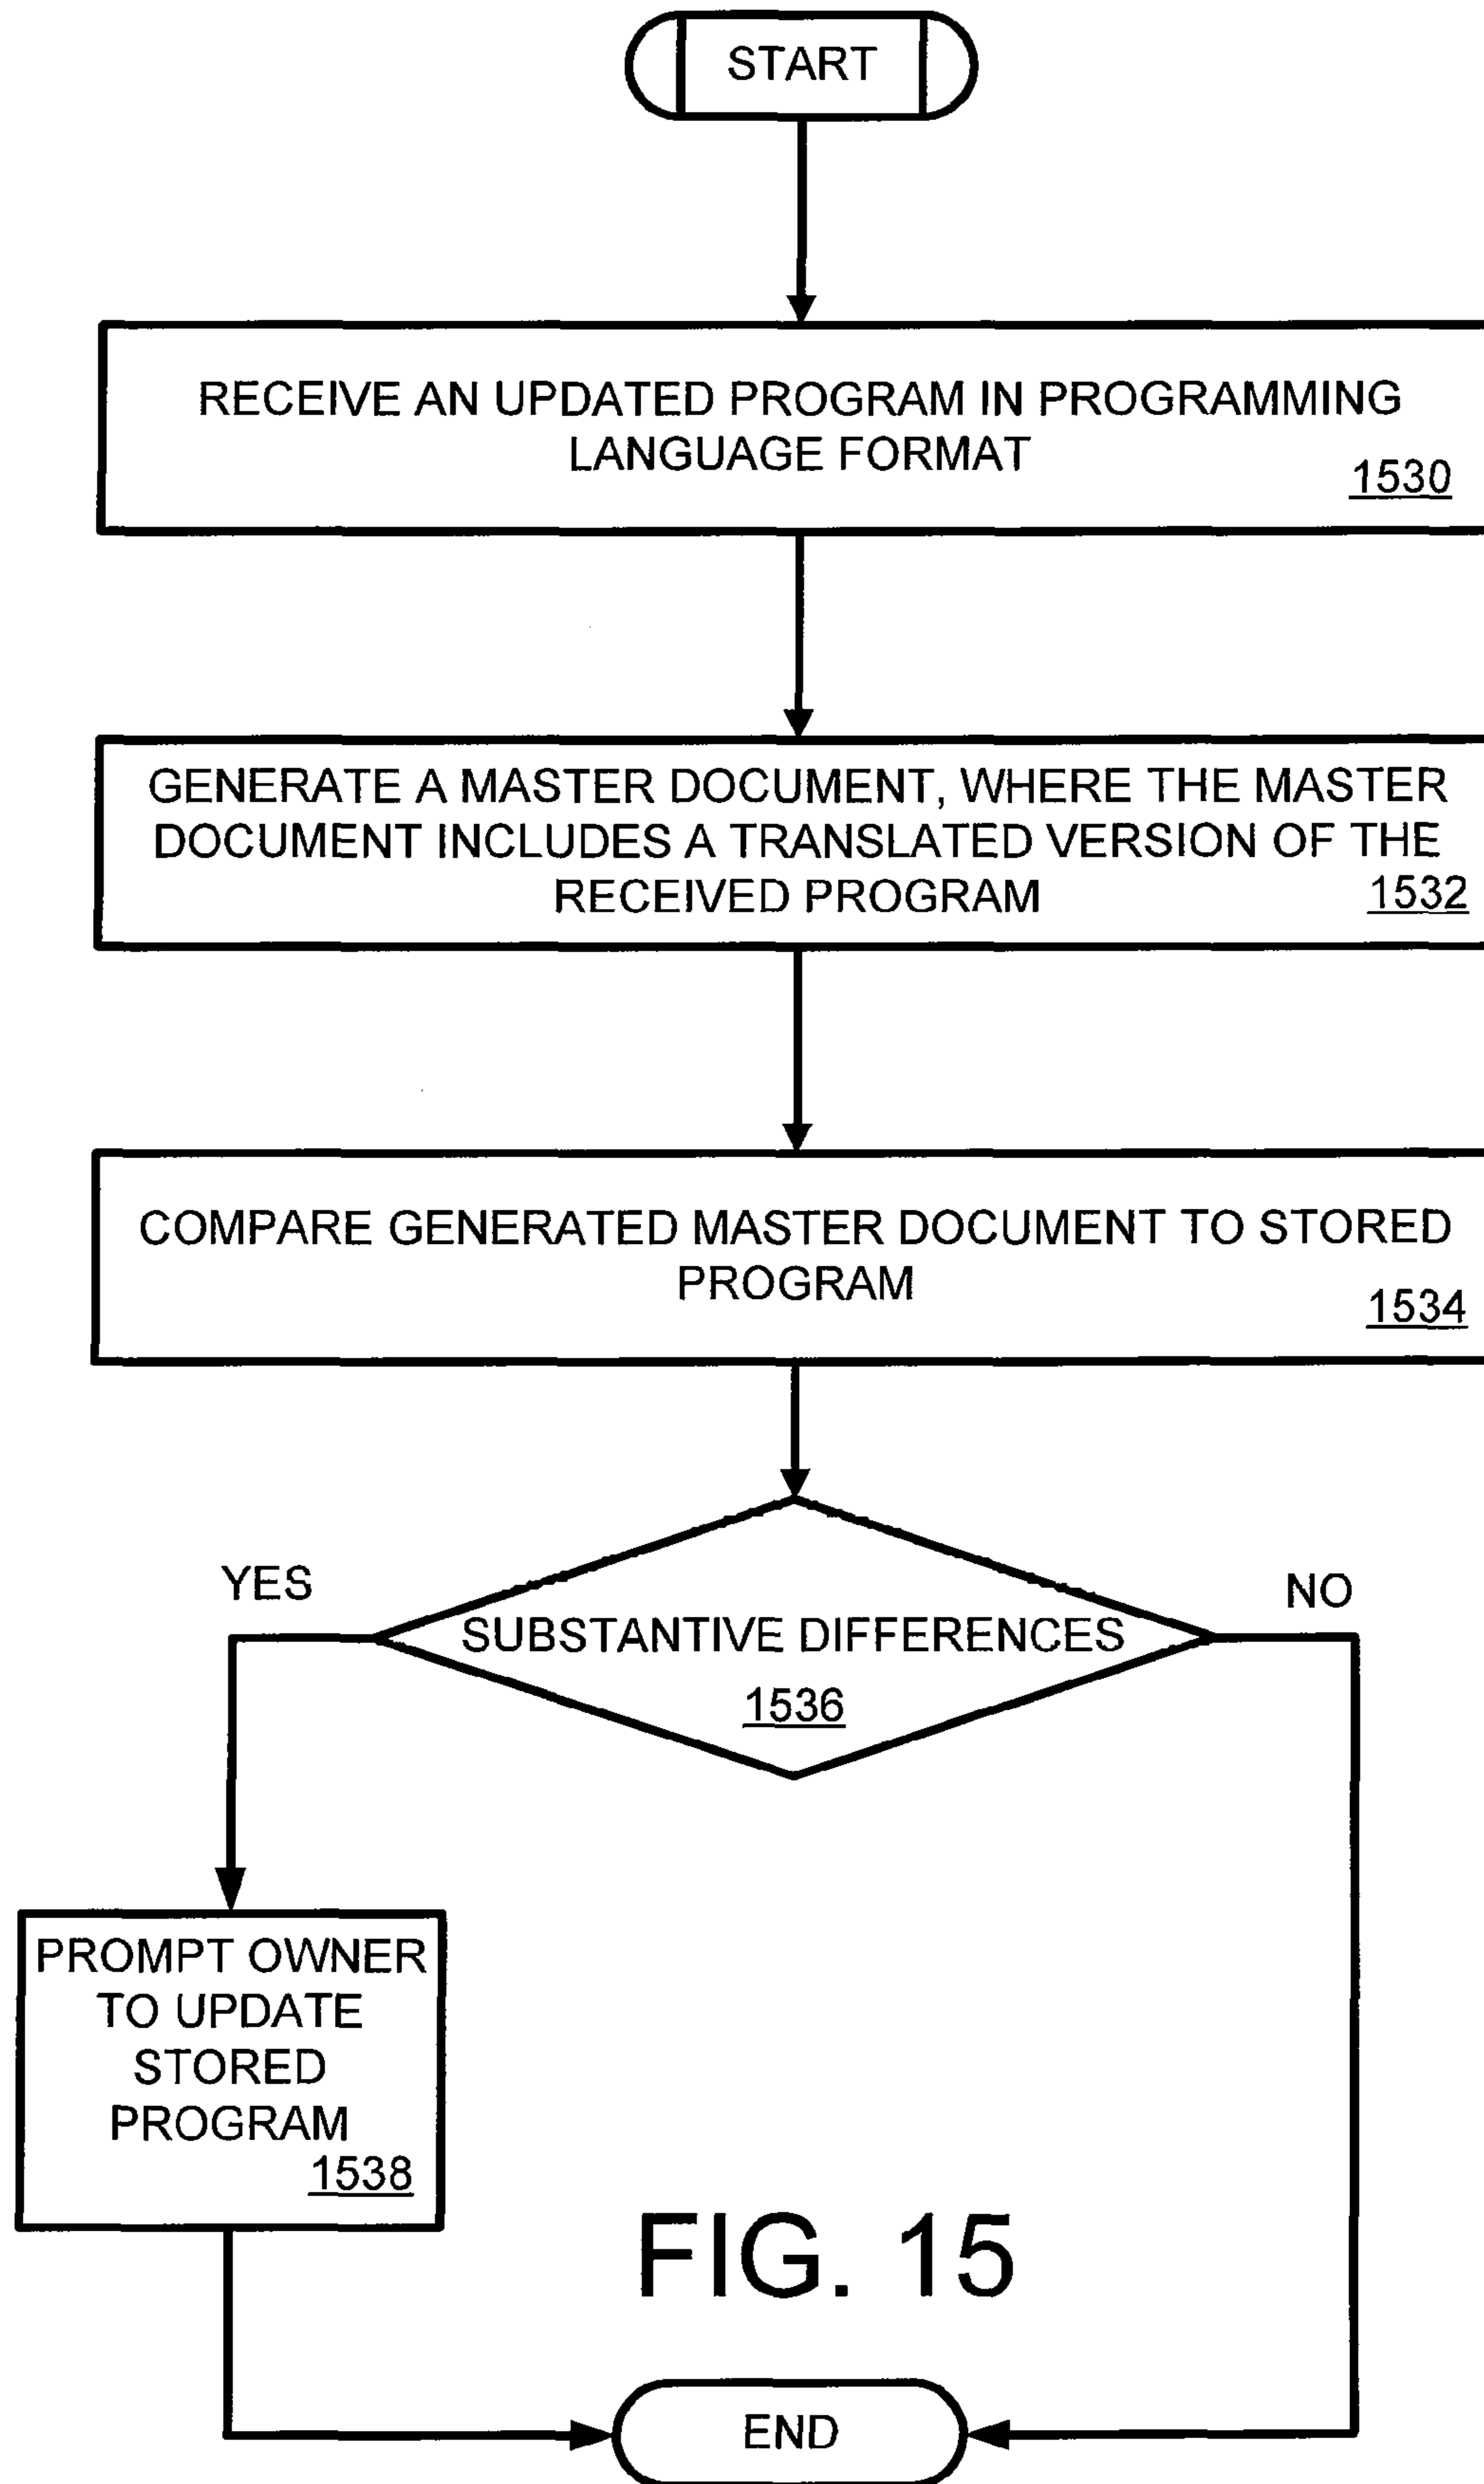 START
RECEIVE AN UPDATED PROGRAM IN PROGRAMMING
LANGUAGE FORMAT
1530
GENERATE A MASTER DOCUMENT, WHERE THE MASTER
DOCUMENT INCLUDES A TRANSLATED VERSION OF THE
RECEIVED PROGRAM
1532
COMPARE GENERATED MASTER DOCUMENT TO STORED
PROGRAM
1534
YES
NO
SUBSTANTIVE DIFFERENCES
1536
PROMPT OWNER
TO UPDATE
STORED
PROGRAM
1538
FIG. 15
END